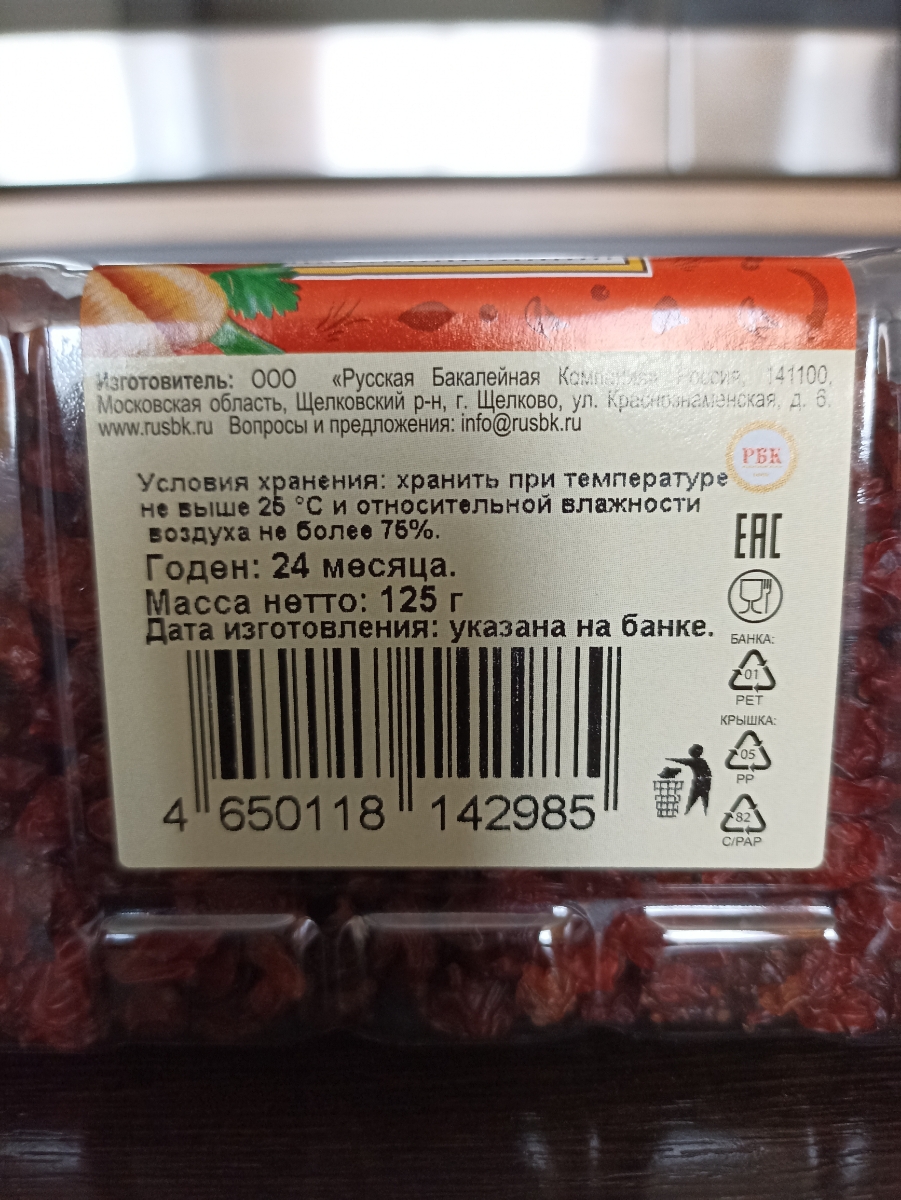 Изготовитель: ООО «Русская Бакалейная Компания» Россия, 141100,
Московская область, Щелковский р-н, г. Щелково, ул. Краснознаменская, д. 6.
www.rusbk.ru Вопросы и предложения: info@rusbk.ru
РБК
Условия хранения: хранить при температуре
не выше 25 °С и относительной влажности
воздуха не более 75%.
EAC
Годен: 24 месяца.
Масса нетто: 125 г
Дата изготовления: указана на банке.
БАНКА:
01
PET
КРЫШКА:
05
PP
82
C/PAP
4 650118 142985